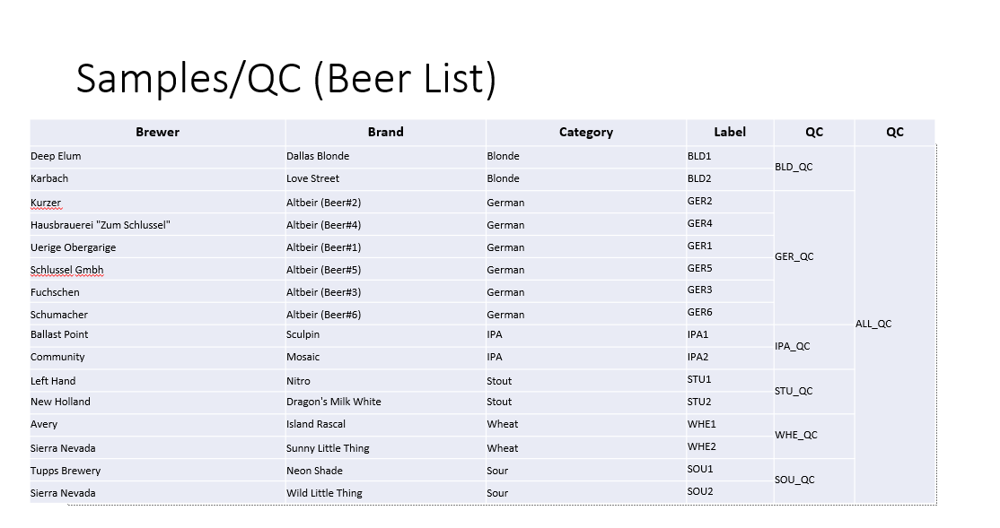 Samples/QC (Beer List)
Brewer Brand Category Label QC QC
Deep Elum Dallas Blonde Blonde BLD1 BLD_QC ALL_QC
Karbach Love Street Blonde BLD2
Kurzer Altbeir (Beer#2) German GER2 GER_QC
Hausbrauerei "Zum Schlussel" Altbeir (Beer#4) German GER4
Uerige Obergarige Altbeir (Beer#1) German GER1
Schlussel Gmbh Altbeir (Beer#5) German GER5
Fuchschen Altbeir (Beer#3) German GER3
Schumacher Altbeir (Beer#6) German GER6
Ballast Point Sculpin IPA IPA1 IPA_QC
Community Mosaic IPA IPA2
Left Hand Nitro Stout STU1 STU_QC
New Holland Dragon's Milk White Stout STU2
Avery Island Rascal Wheat WHE1 WHE_QC
Sierra Nevada Sunny Little Thing Wheat WHE2
Tupps Brewery Neon Shade Sour SOU1 SOU_QC
Sierra Nevada Wild Little Thing Sour SOU2